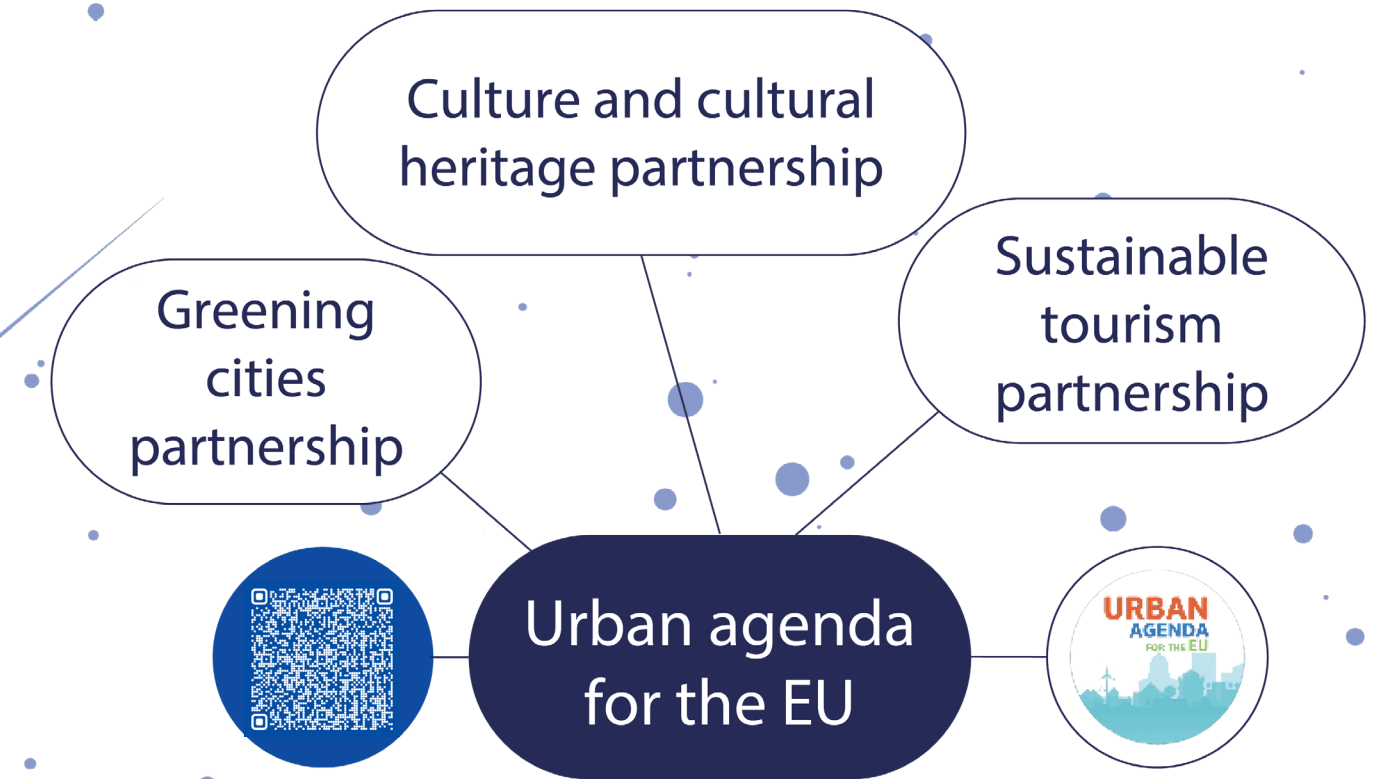 Culture and cultural
heritage partnership
Sustainable
tourism
partnership
Greening
cities
partnership
Urban agenda
for the EU
URBAN
AGENDA
FOR THE EU